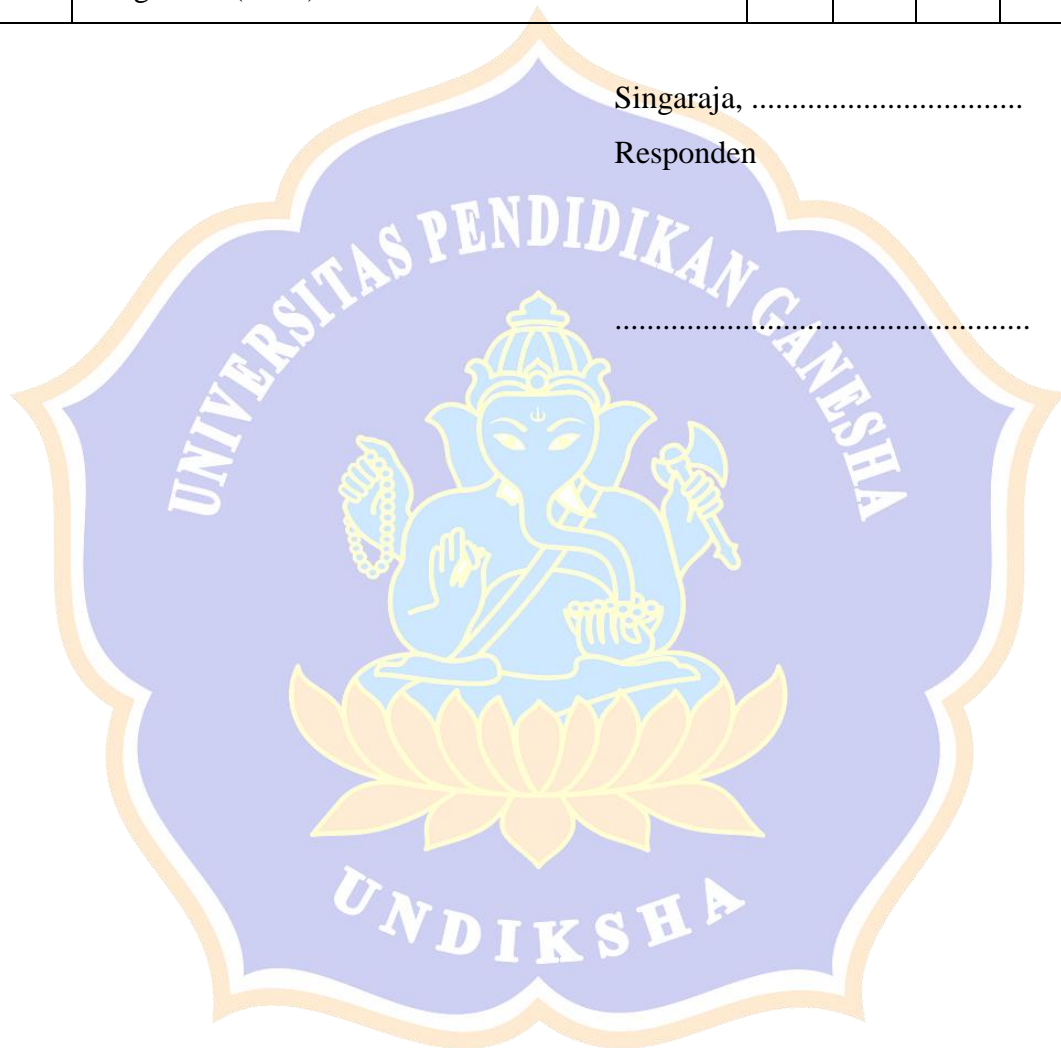 Singaraja, ..................................
Responden
....................................................
UNIVERSITAS PENDIDIKAN GANESHA
UNDIKSHA